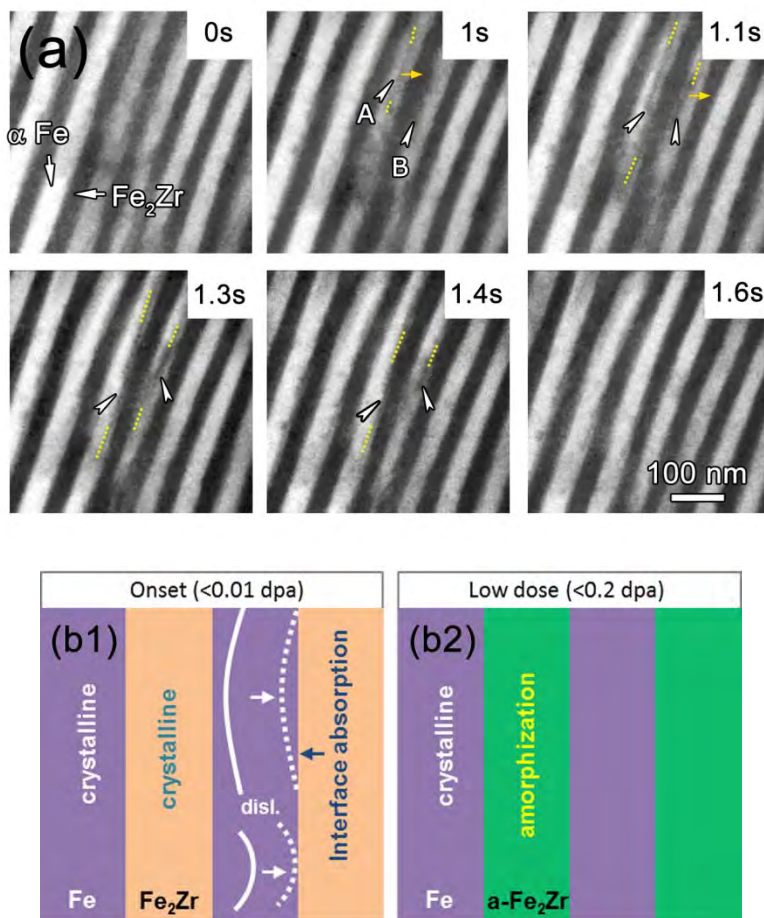 (a)
0s
1s
1.1s
α Fe
Fe₂Zr
A
B
1.3s
1.4s
1.6s
100 nm
Onset (<0.01 dpa)
Low dose (<0.2 dpa)
(b1)
crystalline
crystalline
disl.
Interface absorption
Fe
Fe₂Zr
(b2)
crystalline
amorphization
Fe
a-Fe₂Zr